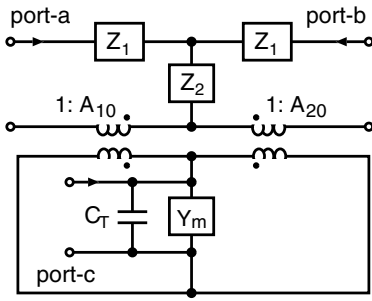 port-a port-b
Z1 Z1
Z2
1: A10 1: A20
CT Ym
port-c